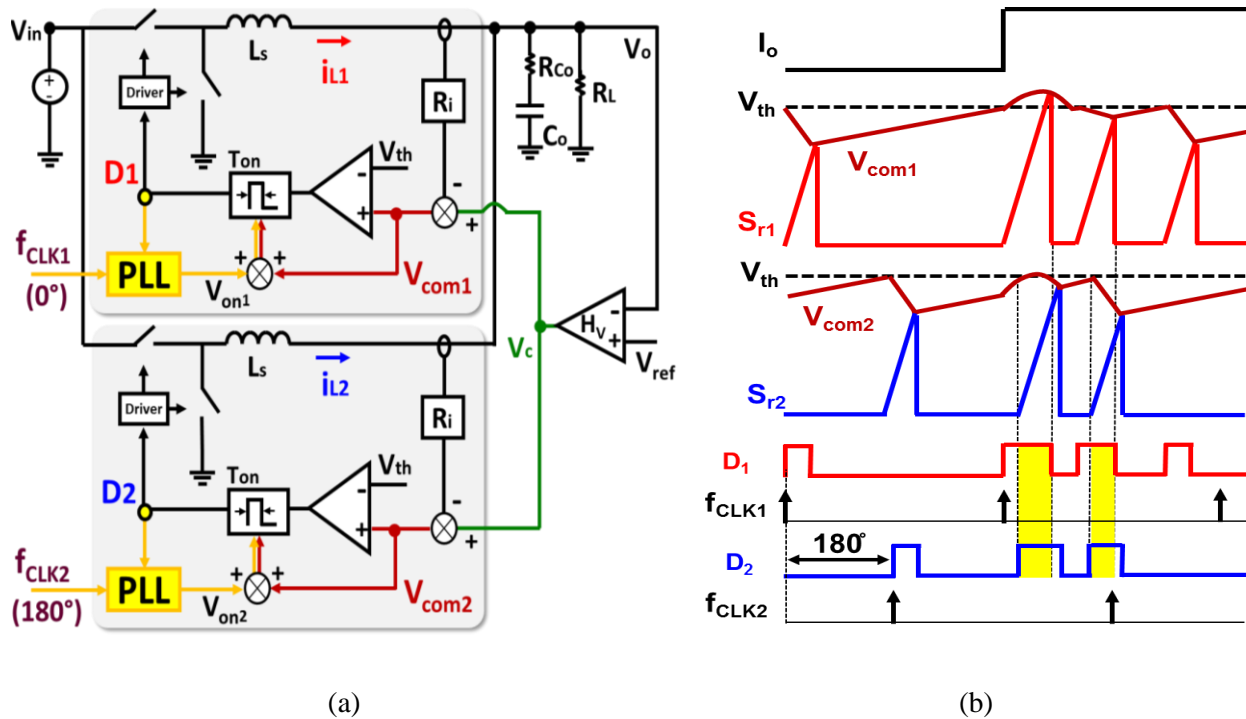 Vin
Ls
iL1
Vo
RCo
RL
Co
Driver
Ri
Vth
Ton
D1
-
+
-
+
fCLK1
(0°)
PLL
+
+
Von1
Vcom1
Vc
Hv
-
+
Vref
Ls
iL2
Driver
Ri
Vth
Ton
D2
-
+
-
+
fCLK2
(180°)
PLL
+
+
Von2
Vcom2
(a)
Io
Vth
Vcom1
Sr1
Vth
Vcom2
Sr2
D1
fCLK1
180°
D2
fCLK2
(b)